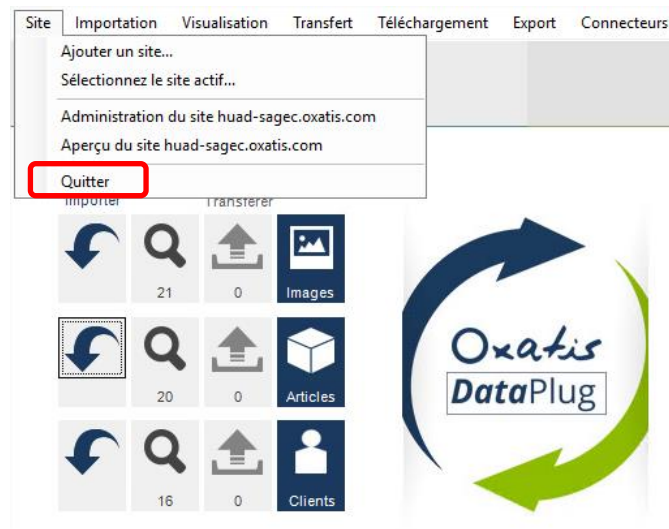 Site Importation Visualisation Transfert Téléchargement Export Connecteurs
Ajouter un site...
Sélectionnez le site actif...
Administration du site huad-sagec.oxatis.com
Aperçu du site huad-sagec.oxatis.com
Quitter
Importer Transférer
21 0 Images
20 0 Articles
16 0 Clients
Oxatis
DataPlug